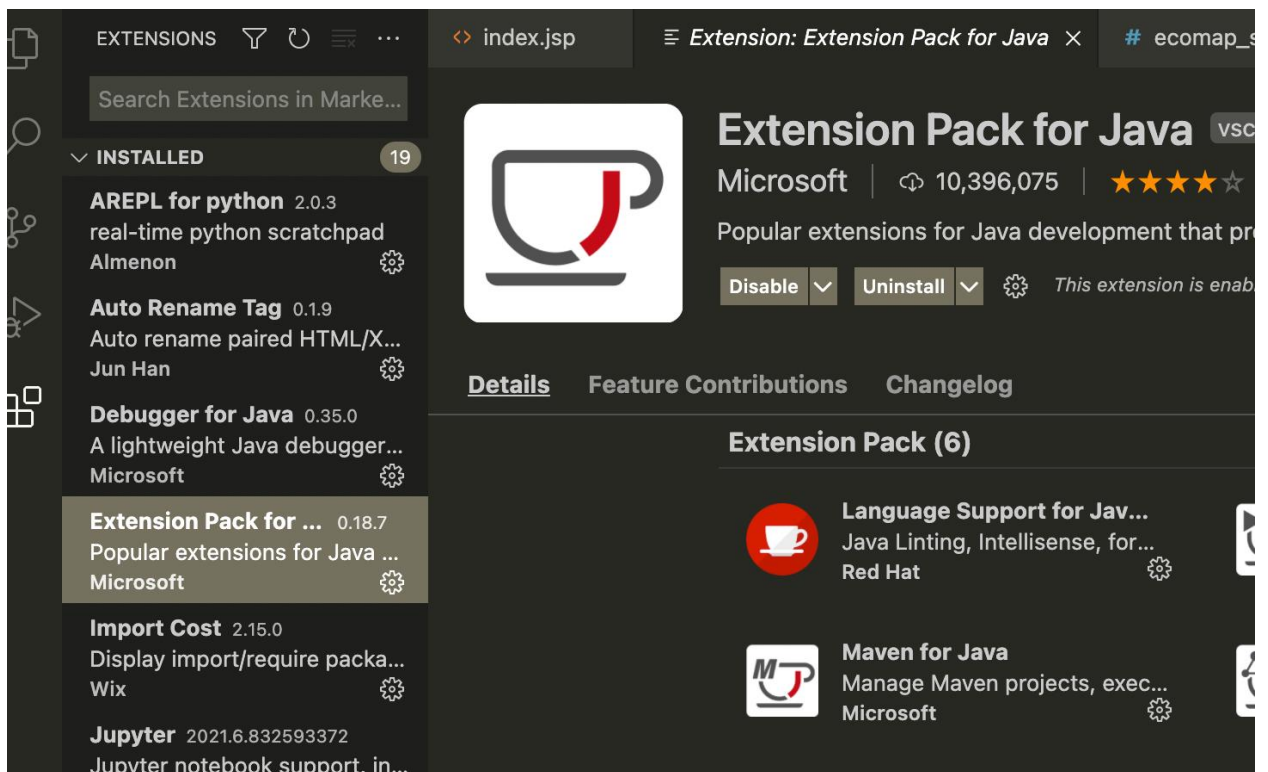 EXTENSIONS
Search Extensions in Marke...
INSTALLED 19
AREPL for python 2.0.3
real-time python scratchpad
Almenon
Auto Rename Tag 0.1.9
Auto rename paired HTML/X...
Jun Han
Debugger for Java 0.35.0
A lightweight Java debugger...
Microsoft
Extension Pack for ... 0.18.7
Popular extensions for Java ...
Microsoft
Import Cost 2.15.0
Display import/require packa...
Wix
Jupyter 2021.6.832593372
Jupyter notebook support, in...
index.jsp
Extension: Extension Pack for Java
# ecomap_s
Extension Pack for Java vsc
Microsoft 10,396,075
Popular extensions for Java development that pr
Disable Uninstall This extension is enab
Details Feature Contributions Changelog
Extension Pack (6)
Language Support for Jav...
Java Linting, Intellisense, for...
Red Hat
M
Maven for Java
Manage Maven projects, exec...
Microsoft